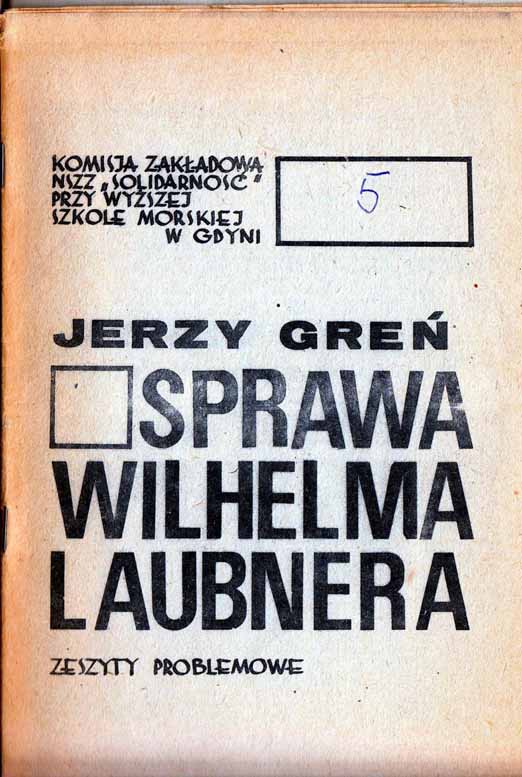 KOMISJA ZAKŁADOWA
NSZZ „SOLIDARNOŚĆ"
PRZY WYŻSZEJ
SZKOLE MORSKIEJ
W GDYNI
5
JERZY GREŃ
SPRAWA
WILHELMA
LAUBNERA
ZESZYTY PROBLEMOWE